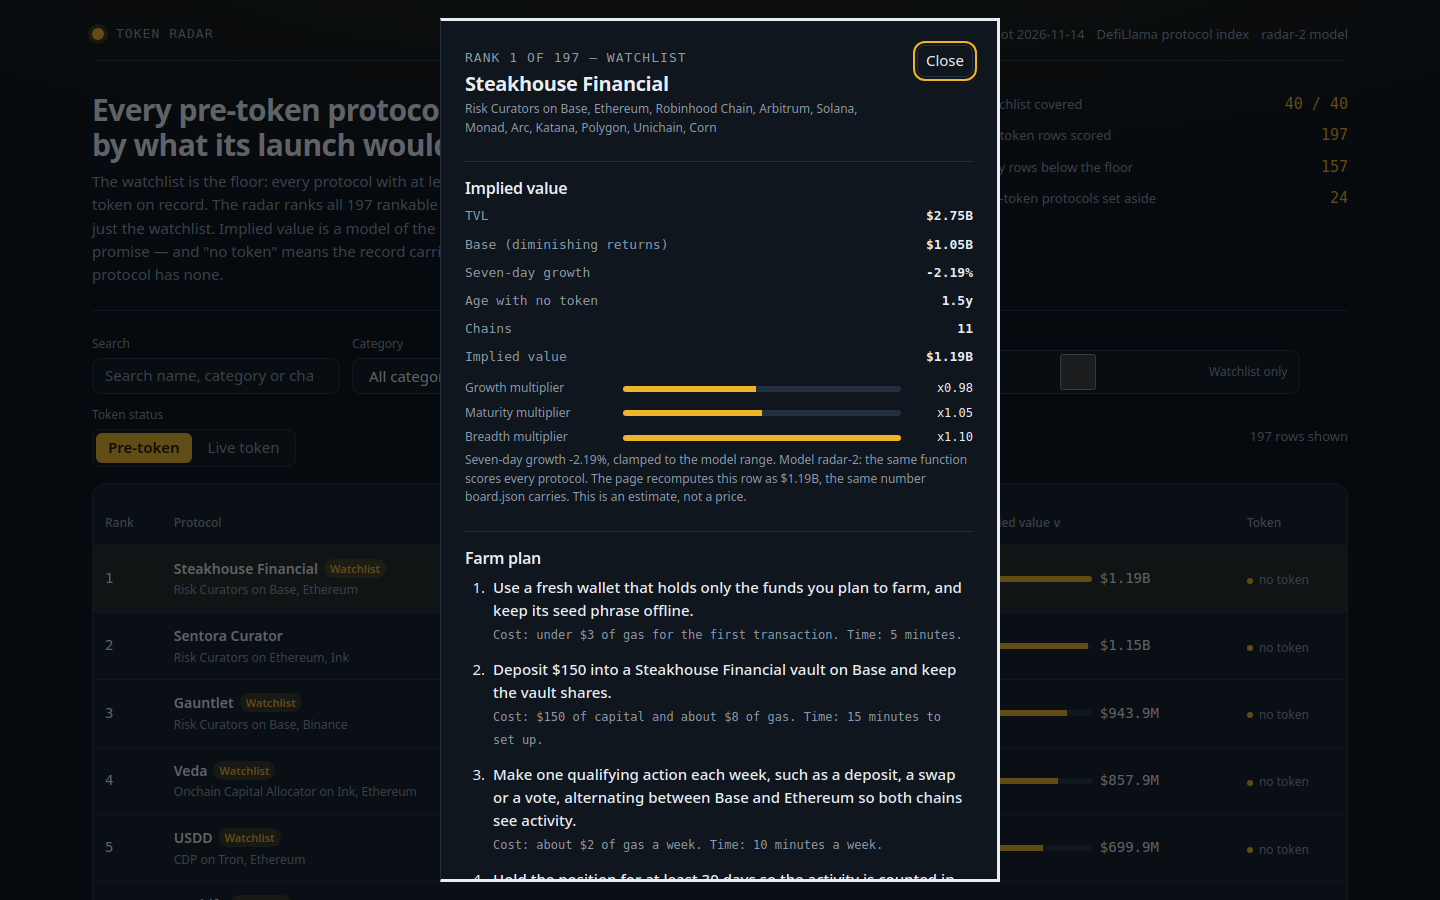 TOKEN RADAR
ot 2026-11-14 DefiLlama protocol index radar-2 model
Every pre-token protoco
by what its launch would
The watchlist is the floor: every protocol with at le
token on record. The radar ranks all 197 rankable
just the watchlist. Implied value is a model of the
promise — and "no token" means the record carri
protocol has none.
chlist covered 40 / 40
token rows scored 197
y rows below the floor 157
-token protocols set aside 24
Search
Category
Search name, category or cha
All categor
Watchlist only
Token status
Pre-token Live token
197 rows shown
Rank Protocol ed value v Token
1 Steakhouse Financial Watchlist $1.19B no token
Risk Curators on Base, Ethereum
2 Sentora Curator $1.15B no token
Risk Curators on Ethereum, Ink
3 Gauntlet Watchlist $943.9M no token
Risk Curators on Base, Binance
4 Veda Watchlist $857.9M no token
Onchain Capital Allocator on Ink, Ethereum
5 USDD Watchlist $699.9M no token
CDP on Tron, Ethereum
RANK 1 OF 197 — WATCHLIST
Close
Steakhouse Financial
Risk Curators on Base, Ethereum, Robinhood Chain, Arbitrum, Solana,
Monad, Arc, Katana, Polygon, Unichain, Corn
Implied value
TVL $2.75B
Base (diminishing returns) $1.05B
Seven-day growth -2.19%
Age with no token 1.5y
Chains 11
Implied value $1.19B
Growth multiplier x0.98
Maturity multiplier x1.05
Breadth multiplier x1.10
Seven-day growth -2.19%, clamped to the model range. Model radar-2: the same function
scores every protocol. The page recomputes this row as $1.19B, the same number
board.json carries. This is an estimate, not a price.
Farm plan
1. Use a fresh wallet that holds only the funds you plan to farm, and
keep its seed phrase offline.
Cost: under $3 of gas for the first transaction. Time: 5 minutes.
2. Deposit $150 into a Steakhouse Financial vault on Base and keep
the vault shares.
Cost: $150 of capital and about $8 of gas. Time: 15 minutes to
set up.
3. Make one qualifying action each week, such as a deposit, a swap
or a vote, alternating between Base and Ethereum so both chains
see activity.
Cost: about $2 of gas a week. Time: 10 minutes a week.
4. Hold the position for at least 30 days so the activity is counted in